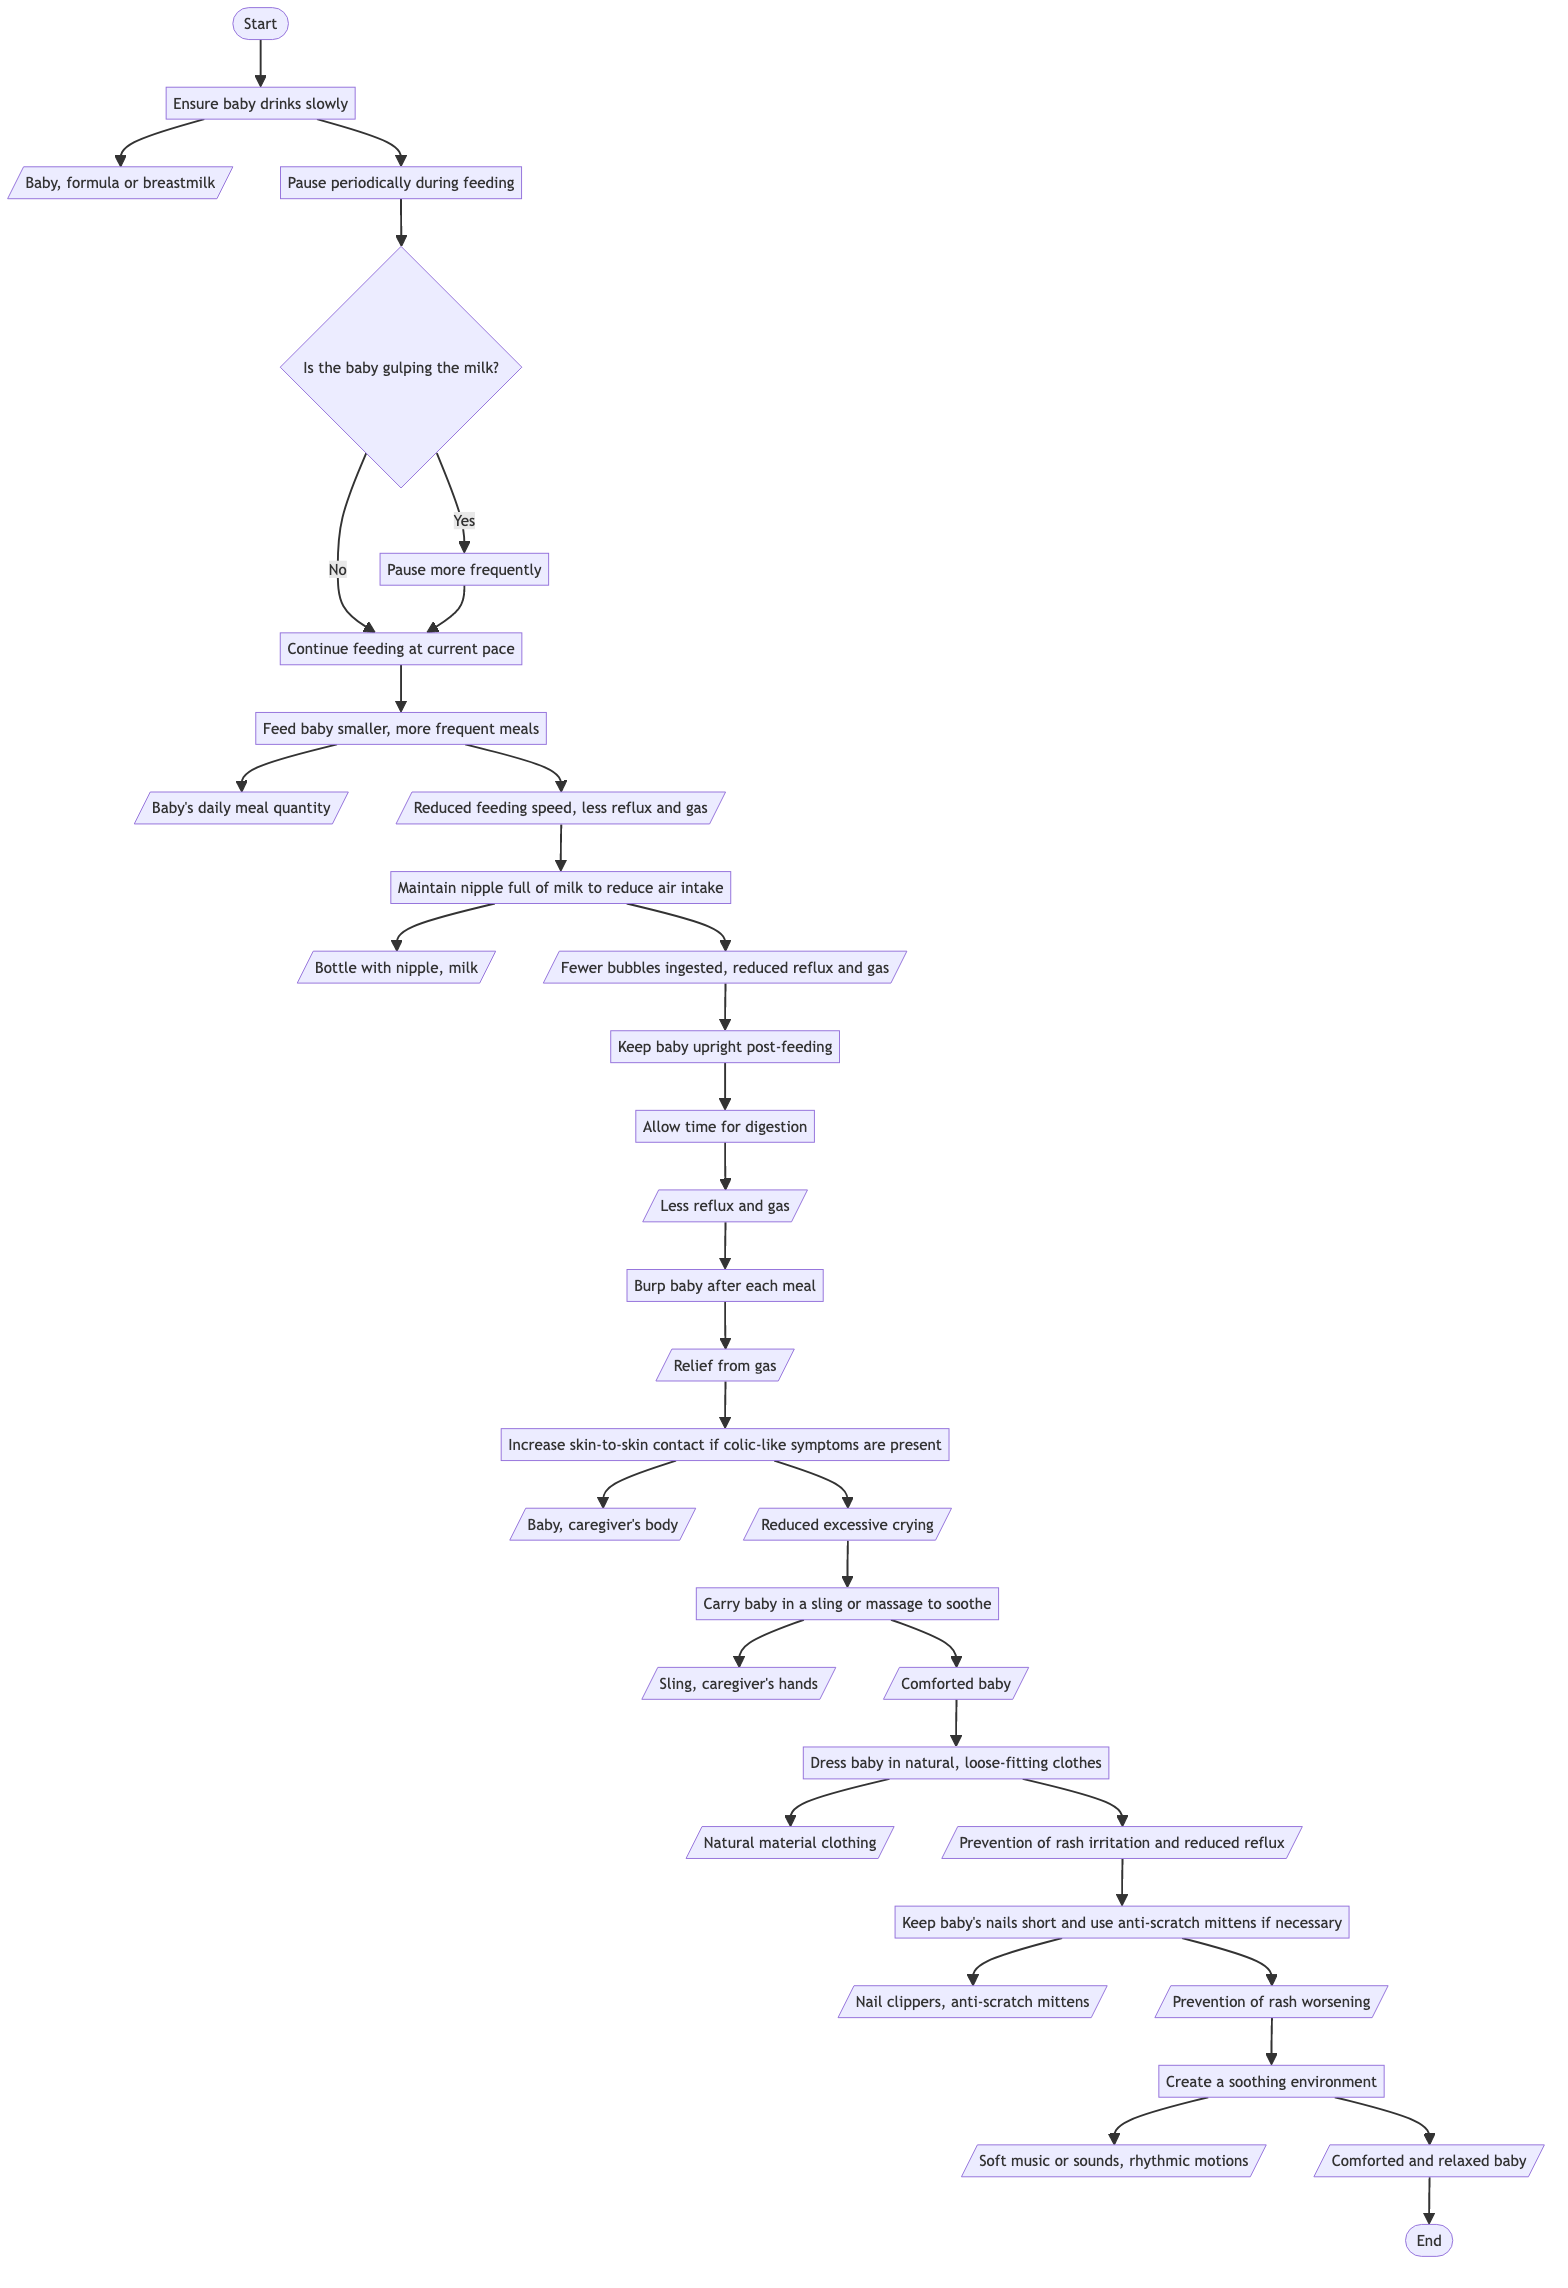 Start
Ensure baby drinks slowly
Baby, formula or breastmilk
Pause periodically during feeding
Is the baby gulping the milk?
Yes
No
Pause more frequently
Continue feeding at current pace
Feed baby smaller, more frequent meals
Baby's daily meal quantity
Reduced feeding speed, less reflux and gas
Maintain nipple full of milk to reduce air intake
Bottle with nipple, milk
Fewer bubbles ingested, reduced reflux and gas
Keep baby upright post-feeding
Allow time for digestion
Less reflux and gas
Burp baby after each meal
Relief from gas
Increase skin-to-skin contact if colic-like symptoms are present
Baby, caregiver's body
Reduced excessive crying
Carry baby in a sling or massage to soothe
Sling, caregiver's hands
Comforted baby
Dress baby in natural, loose-fitting clothes
Natural material clothing
Prevention of rash irritation and reduced reflux
Keep baby's nails short and use anti-scratch mittens if necessary
Nail clippers, anti-scratch mittens
Prevention of rash worsening
Create a soothing environment
Soft music or sounds, rhythmic motions
Comforted and relaxed baby
End